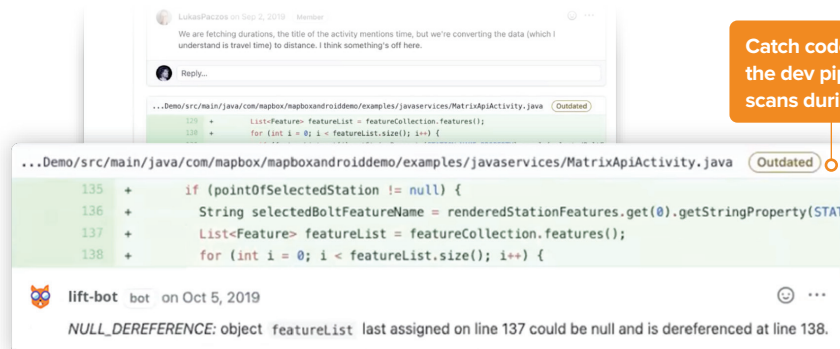 LukasPaczos on Sep 2, 2019 Member
We are fetching durations, the title of the activity mentions time, but we're converting the data (which I
understand is travel time) to distance. I think something's off here.
Reply...
...Demo/src/main/java/com/mapbox/mapboxandroiddemo/examples/javaservices/MatrixApiActivity.java Outdated
129 + List<Feature> featureList = featureCollection.features();
130 + for (int i = 0; i < featureList.size(); i++) {
Catch cod
the dev pip
scans duri
...Demo/src/main/java/com/mapbox/mapboxandroiddemo/examples/javaservices/MatrixApiActivity.java Outdated
135 + if (pointOfSelectedStation != null) {
136 + String selectedBoltFeatureName = renderedStationFeatures.get(0).getStringProperty(STAT
137 + List<Feature> featureList = featureCollection.features();
138 + for (int i = 0; i < featureList.size(); i++) {
lift-bot bot on Oct 5, 2019
NULL_DEREFERENCE: object featureList last assigned on line 137 could be null and is dereferenced at line 138.